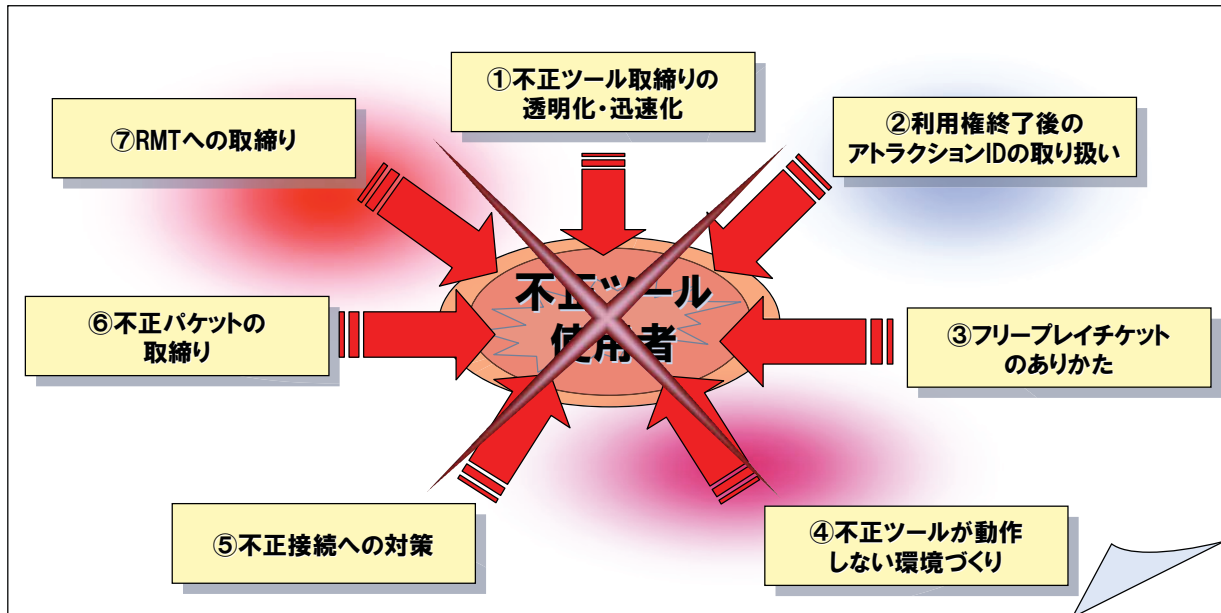 ①不正ツール取締りの
透明化・迅速化
②利用権終了後の
アトラクションIDの取り扱い
③フリープレイチケット
のありかた
④不正ツールが動作
しない環境づくり
⑤不正接続への対策
⑥不正パケットの
取締り
⑦RMTへの取締り
不正ツール
使用者